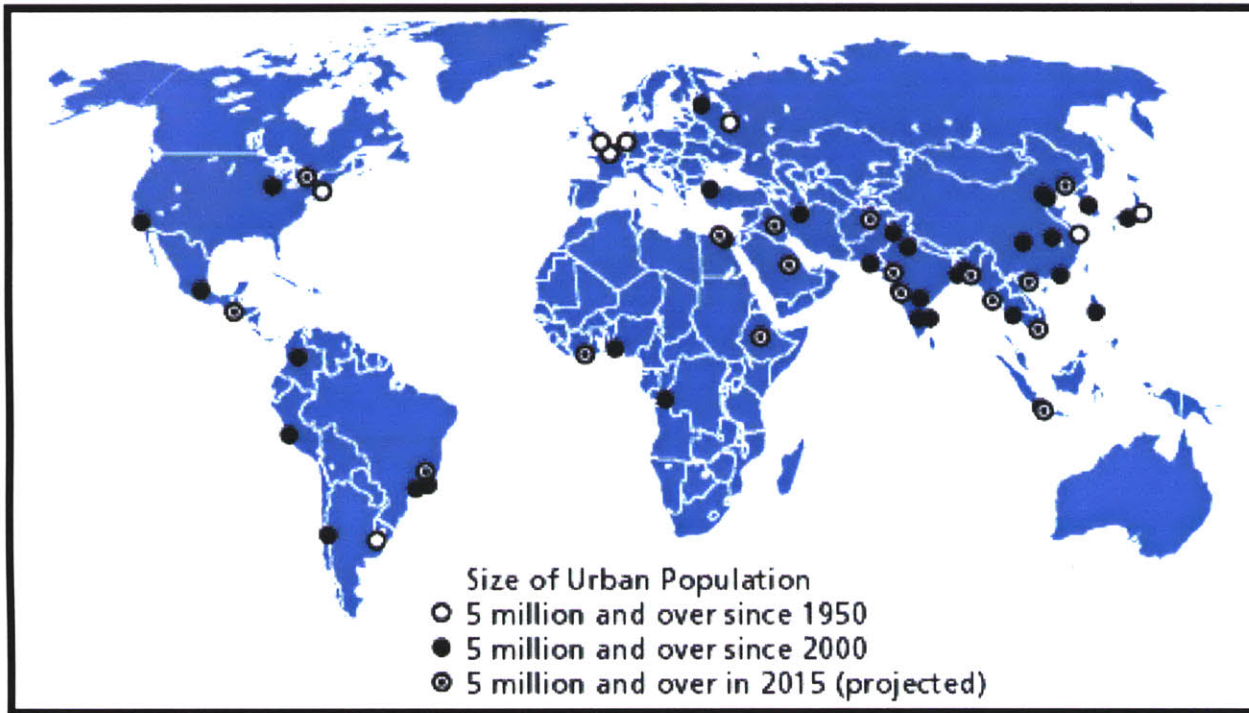 Size of Urban Population
5 million and over since 1950
5 million and over since 2000
5 million and over in 2015 (projected)